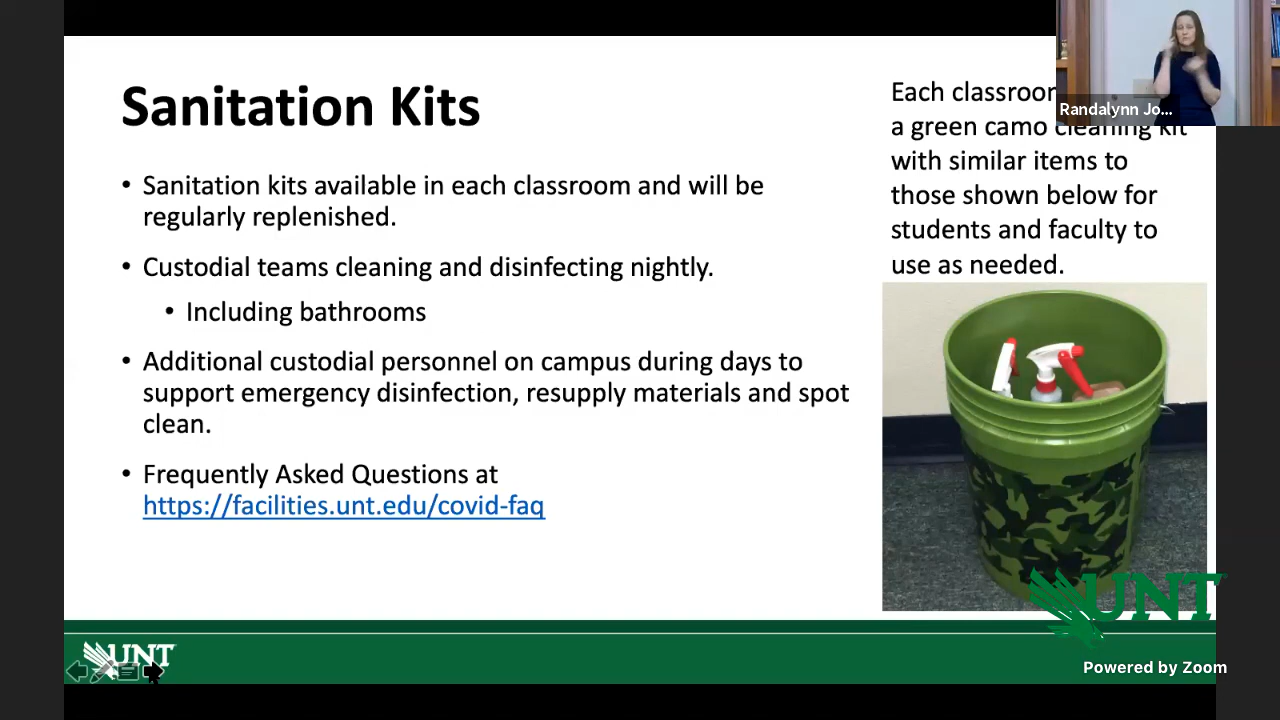 Sanitation Kits
• Sanitation kits available in each classroom and will be
regularly replenished.
• Custodial teams cleaning and disinfecting nightly.
• Including bathrooms
• Additional custodial personnel on campus during days to
support emergency disinfection, resupply materials and spot
clean.
• Frequently Asked Questions at
https://facilities.unt.edu/covid-faq
Each
a green camo cleaning kit
with similar items to
those shown below for
students and faculty to
use as needed.
Randalynn Jo...
UNT
UNT
Powered by Zoom